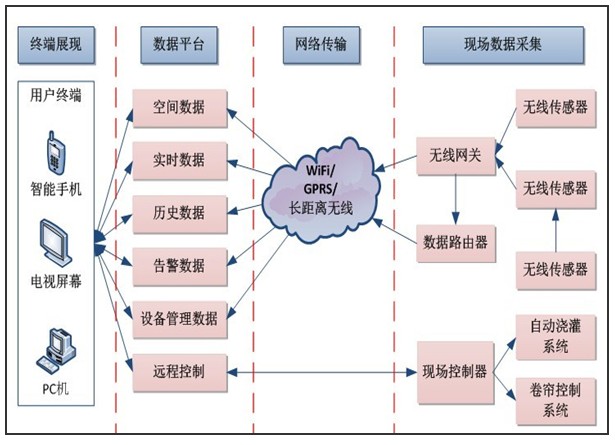 终端展现
数据平台
网络传输
现场数据采集
用户终端
智能手机
电视屏幕
PC机
空间数据
实时数据
历史数据
告警数据
设备管理数据
远程控制
WiFi/
GPRS/
长距离无线
无线网关
数据路由器
现场控制器
无线传感器
无线传感器
无线传感器
自动浇灌
系统
卷帘控制
系统